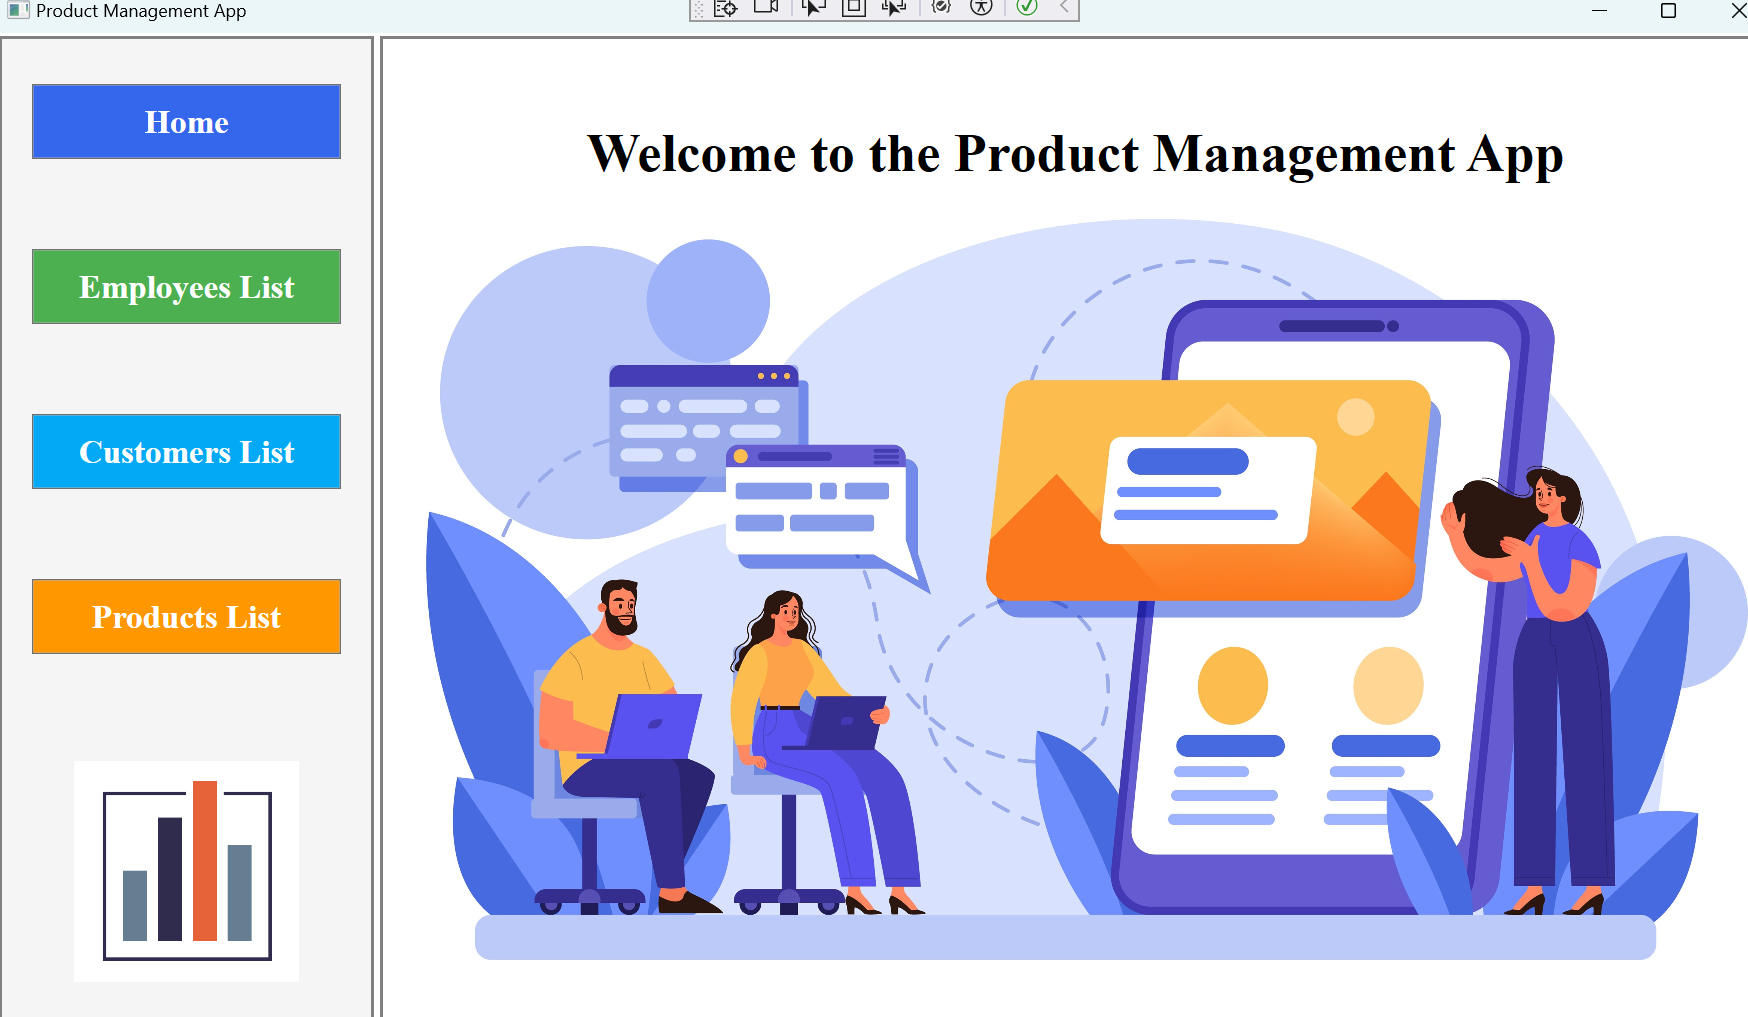 Product Management App
Home
Employees List
Customers List
Products List
Welcome to the Product Management App